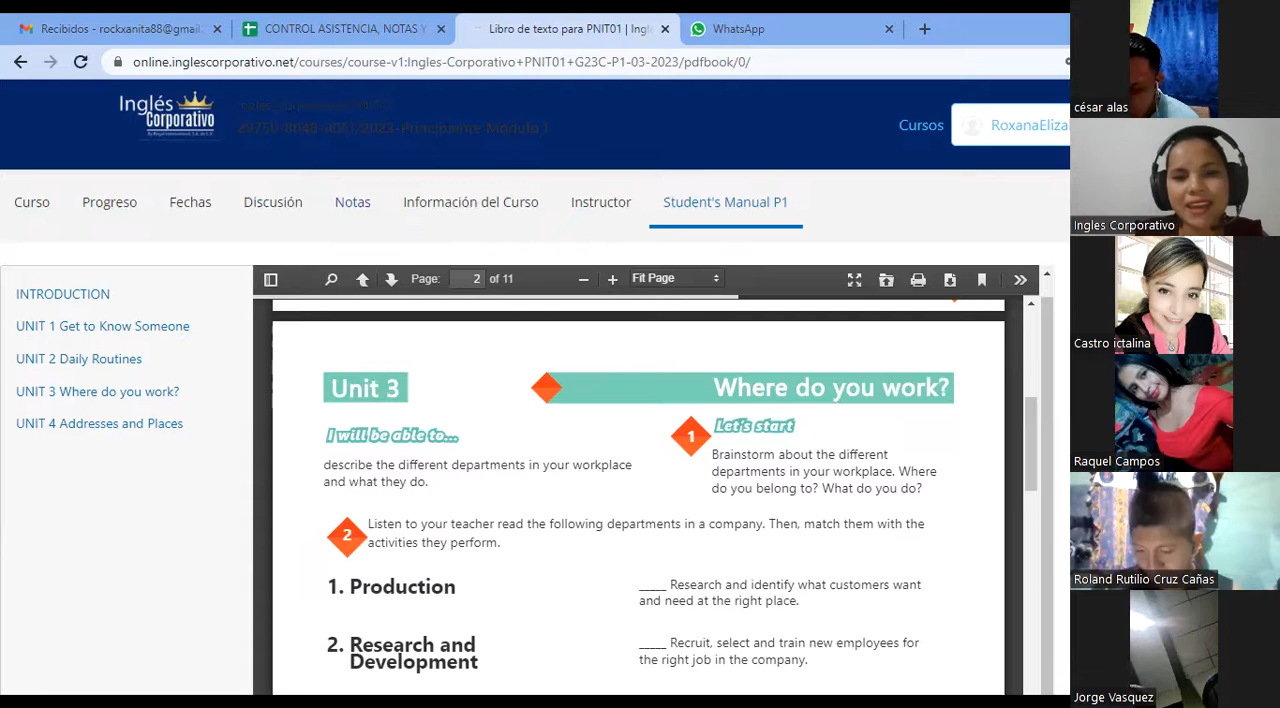 Recibidos - rockxanita88@gmail.
CONTROL ASISTENCIA, NOTAS Y
Libro de texto para PNIT01 | Ingl
WhatsApp
online.inglescorporativo.net/courses/course-v1:Ingles-Corporativo+PNIT01+G23C-P1-03-2023/pdfbook/0/
Inglés
Corporativo
Cursos
RoxanaEliza
Curso
Progreso
Fechas
Discusión
Notas
Información del Curso
Instructor
Student's Manual P1
INTRODUCTION
UNIT 1 Get to Know Someone
UNIT 2 Daily Routines
UNIT 3 Where do you work?
UNIT 4 Addresses and Places
Page: 2 of 11
Fit Page
Unit 3
Where do you work?
I will be able to...
describe the different departments in your workplace
and what they do.
1
Let's start
Brainstorm about the different
departments in your workplace. Where
do you belong to? What do you do?
2
Listen to your teacher read the following departments in a company. Then, match them with the
activities they perform.
1. Production
_____ Research and identify what customers want
and need at the right place.
2. Research and
Development
_____ Recruit, select and train new employees for
the right job in the company.
césar alas
Ingles Corporativo
Castro ictalina
Raquel Campos
Roland Rutilio Cruz Cañas
Jorge Vasquez